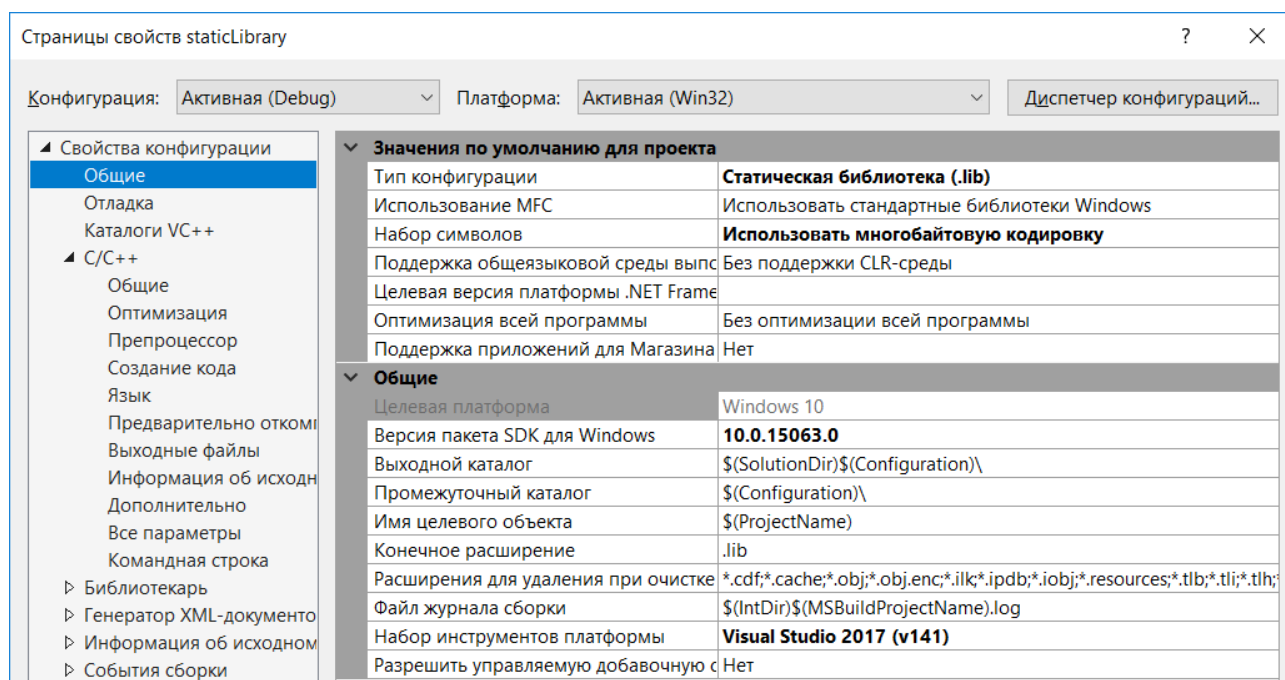 Страницы свойств staticLibrary ? ×
Конфигурация: Активная (Debug) Платформа: Активная (Win32) Диспетчер конфигураций...
Свойства конфигурации
Общие
Отладка
Каталоги VC++
C/C++
Общие
Оптимизация
Препроцессор
Создание кода
Язык
Предварительно откомп
Выходные файлы
Информация об исходн
Дополнительно
Все параметры
Командная строка
Библиотекарь
Генератор XML-документо
Информация об исходном
События сборки
Значения по умолчанию для проекта
Тип конфигурации Статическая библиотека (.lib)
Использование MFC Использовать стандартные библиотеки Windows
Набор символов Использовать многобайтовую кодировку
Поддержка общеязыковой среды выпо Без поддержки CLR-среды
Целевая версия платформы .NET Frame
Оптимизация всей программы Без оптимизации всей программы
Поддержка приложений для Магазина Нет
Общие
Целевая платформа Windows 10
Версия пакета SDK для Windows 10.0.15063.0
Выходной каталог $(SolutionDir)$(Configuration)\
Промежуточный каталог $(Configuration)\
Имя целевого объекта $(ProjectName)
Конечное расширение .lib
Расширения для удаления при очистке *.cdf;*.cache;*.obj;*.obj.enc;*.ilk;*.ipdb;*.iobj;*.resources;*.tlb;*.tli;*.tlh;*
Файл журнала сборки $(IntDir)$(MSBuildProjectName).log
Набор инструментов платформы Visual Studio 2017 (v141)
Разрешить управляемую добавочную с Нет